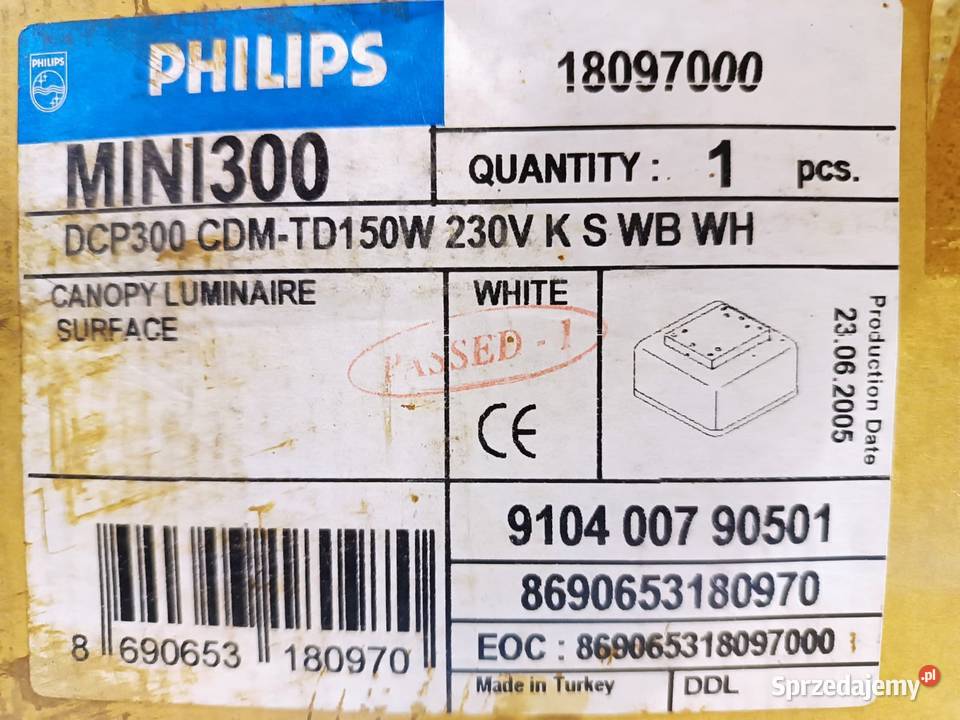 PHILIPS
PHILIPS
18097000
MINI300
QUANTITY : 1 pcs.
DCP300 CDM-TD150W 230V K S WB WH
CANOPY LUMINAIRE
SURFACE
WHITE
PASSED - 1
CE
Production Date
23.06.2005
9104 007 90501
8690653180970
EOC : 869065318097000
8 690653 180970
Made in Turkey
DDL
Sprzedajemy.pl